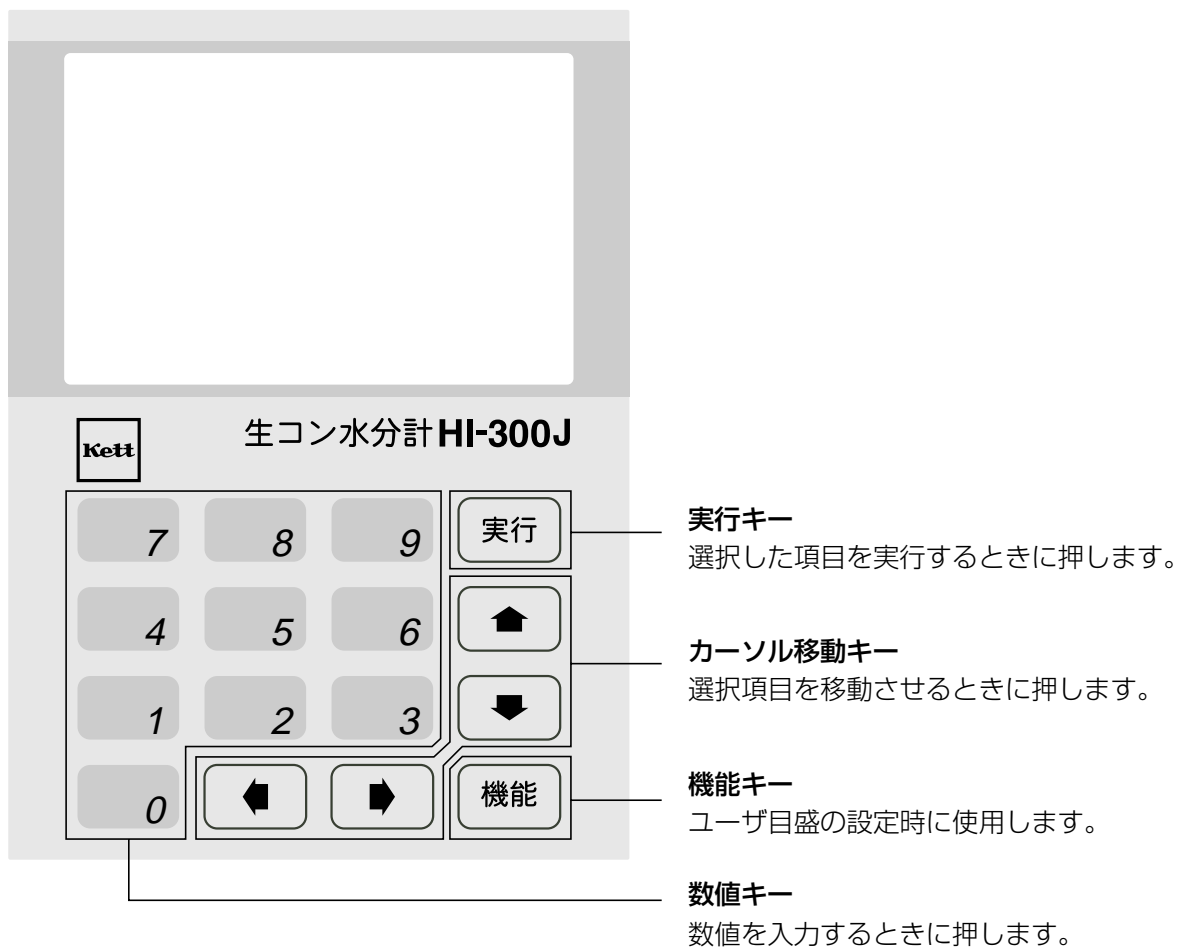 Kett
生コン水分計HI-300J
7 8 9 実行
4 5 6
1 2 3
0 機能
実行キー
選択した項目を実行するときに押します。
カーソル移動キー
選択項目を移動させるときに押します。
機能キー
ユーザ目盛の設定時に使用します。
数値キー
数値を入力するときに押します。